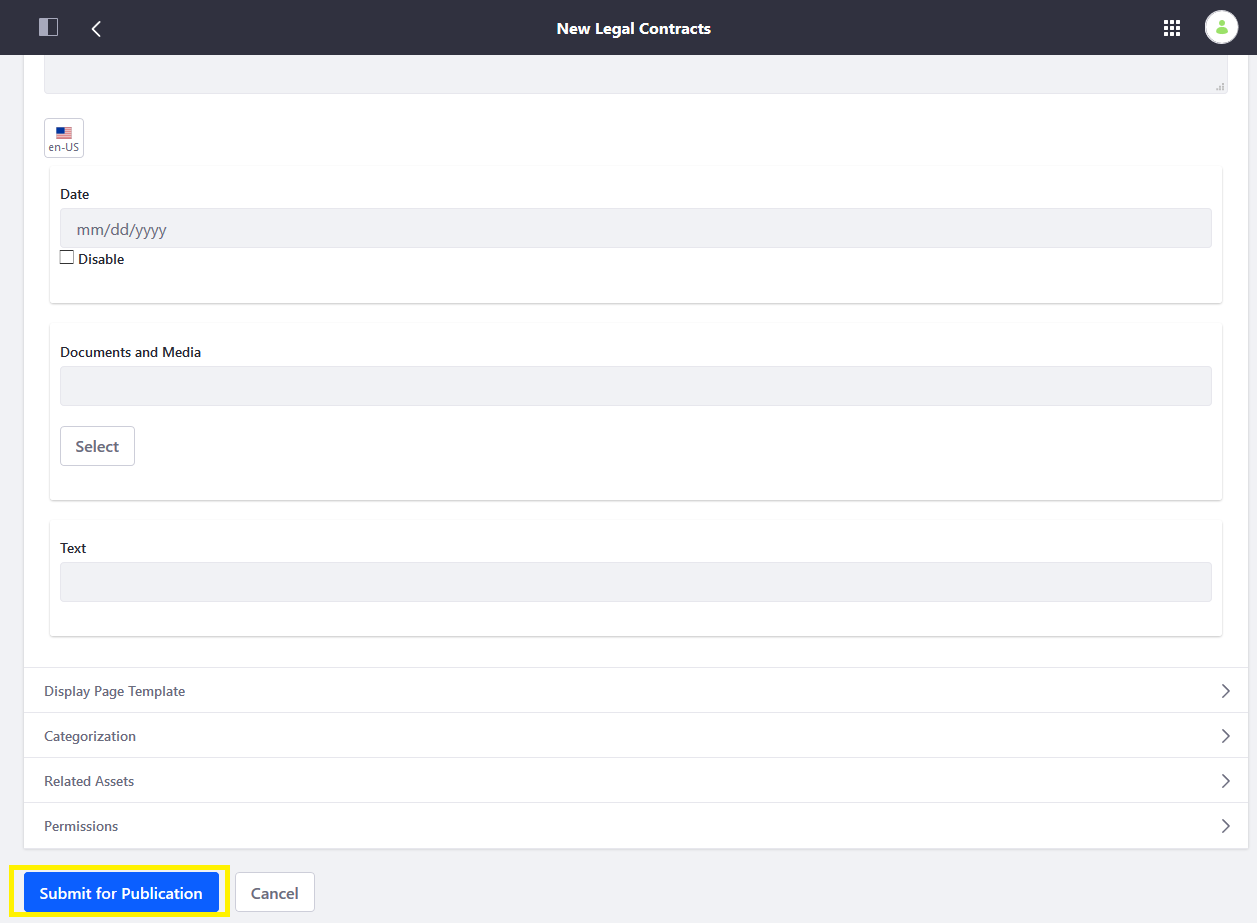 New Legal Contracts
en-US
Date
mm/dd/yyyy
Disable
Documents and Media
Select
Text
Display Page Template
Categorization
Related Assets
Permissions
Submit for Publication
Cancel